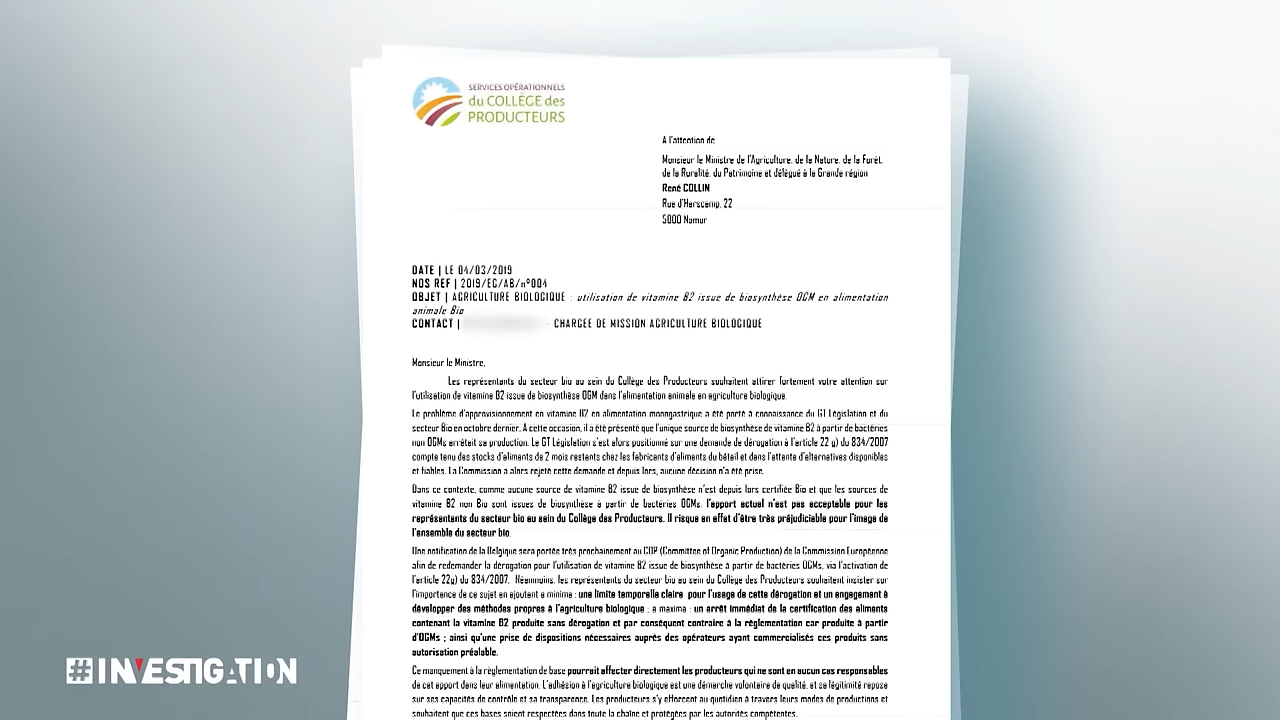 SERVICES OPÉRATIONNELS
du COLLÈGE des
PRODUCTEURS
A l'attention de
Monsieur le Ministre de l'Agriculture, de la Nature, de la Forêt,
de la Ruralité, du Patrimoine et délégué à la Grande région
René COLLIN
Rue d'Harscamp, 22
5000 Namur
DATE | LE 04/03/2019
NOS REF | 2019/EG/AB/n°004
OBJET | AGRICULTURE BIOLOGIQUE : utilisation de vitamine B2 issue de biosynthèse OGM en alimentation
animale Bio
CONTACT | - CHARGEE DE MISSION AGRICULTURE BIOLOGIQUE
Monsieur le Ministre,
Les représentants du secteur bio au sein du Collège des Producteurs souhaitent attirer fortement votre attention sur
l'utilisation de vitamine B2 issue de biosynthèse OGM dans l'alimentation animale en agriculture biologique.
Le problème d'approvisionnement en vitamine B2 en alimentation monogastrique a été porté à connaissance du GT Législation et du
secteur Bio en octobre dernier. A cette occasion, il a été présenté que l'unique source de biosynthèse de vitamine B2 à partir de bactéries
non OGMs arrêtait sa production. Le GT Législation s'est alors positionné sur une demande de dérogation à l'article 22 g) du 834/2007
compte tenu des stocks d'aliments de 2 mois restants chez les fabricants d'aliments du bétail et dans l'attente d'alternatives disponibles
et fiables. La Commission a alors rejeté cette demande et depuis lors, aucune décision n'a été prise.
Dans ce contexte, comme aucune source de vitamine B2 issue de biosynthèse n'est depuis lors certifiée Bio et que les sources de
vitamine B2 non Bio sont issues de biosynthèse à partir de bactéries OGMs, l'apport actuel n'est pas acceptable pour les
représentants du secteur bio au sein du Collège des Producteurs. Il risque en effet d'être très préjudiciable pour l'image de
l'ensemble du secteur bio.
Une notification de la Belgique sera portée très prochainement au COP (Committee of Organic Production) de la Commission Européenne
afin de redemander la dérogation pour l'utilisation de vitamine B2 issue de biosynthèse à partir de bactéries OGMs, via l'activation de
l'article 22g) du 834/2007. Néanmoins, les représentants du secteur bio au sein du Collège des Producteurs souhaitent insister sur
l'importance de ce sujet en ajoutant a minima : une limite temporelle claire pour l'usage de cette dérogation et un engagement à
développer des méthodes propres à l'agriculture biologique ; a maxima : un arrêt immédiat de la certification des aliments
contenant la vitamine B2 produite sans dérogation et par conséquent contraire à la règlementation car produite à partir
d'OGMs ; ainsi qu'une prise de dispositions nécessaires auprès des opérateurs ayant commercialisés ces produits sans
autorisation préalable.
Ce manquement à la règlementation de base pourrait affecter directement les producteurs qui ne sont en aucun cas responsables
de cet apport dans leur alimentation. L'adhésion à l'agriculture biologique est une démarche volontaire de qualité, et sa légitimité repose
sur ses capacités de contrôle et sa transparence. Les producteurs s'y efforcent au quotidien à travers leurs modes de productions et
souhaitent que ces bases soient respectées dans toute la chaîne et protégées par les autorités compétentes.
#INVESTIGATION